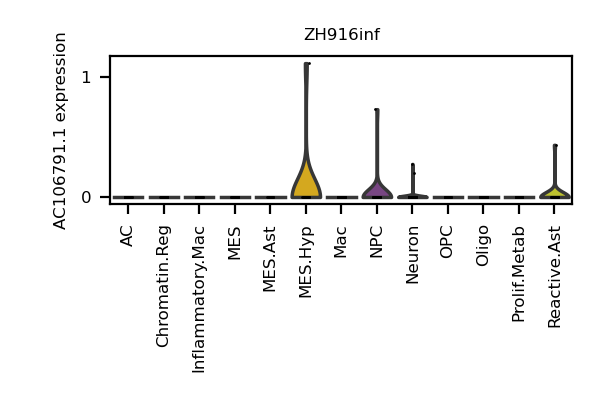 ZH916inf
AC106791.1 expression
1
0
AC
Chromatin.Reg
Inflammatory.Mac
MES
MES.Ast
MES.Hyp
Mac
NPC
Neuron
OPC
Oligo
Prolif.Metab
Reactive.Ast